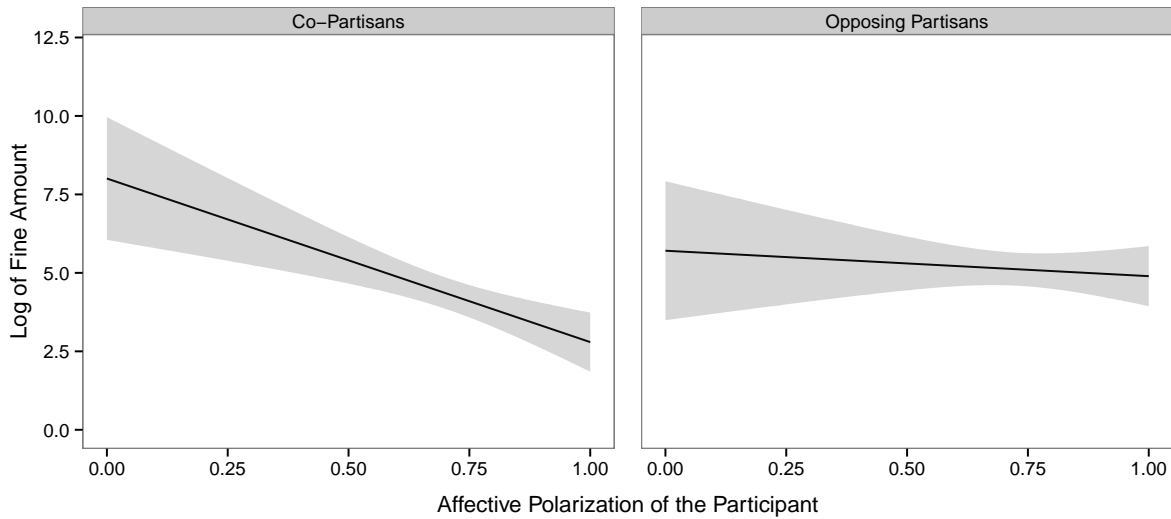 Co−Partisans
Opposing Partisans
12.5
10.0
7.5
5.0
2.5
0.0
Log of Fine Amount
0.00 0.25 0.50 0.75 1.00
0.00 0.25 0.50 0.75 1.00
Affective Polarization of the Participant